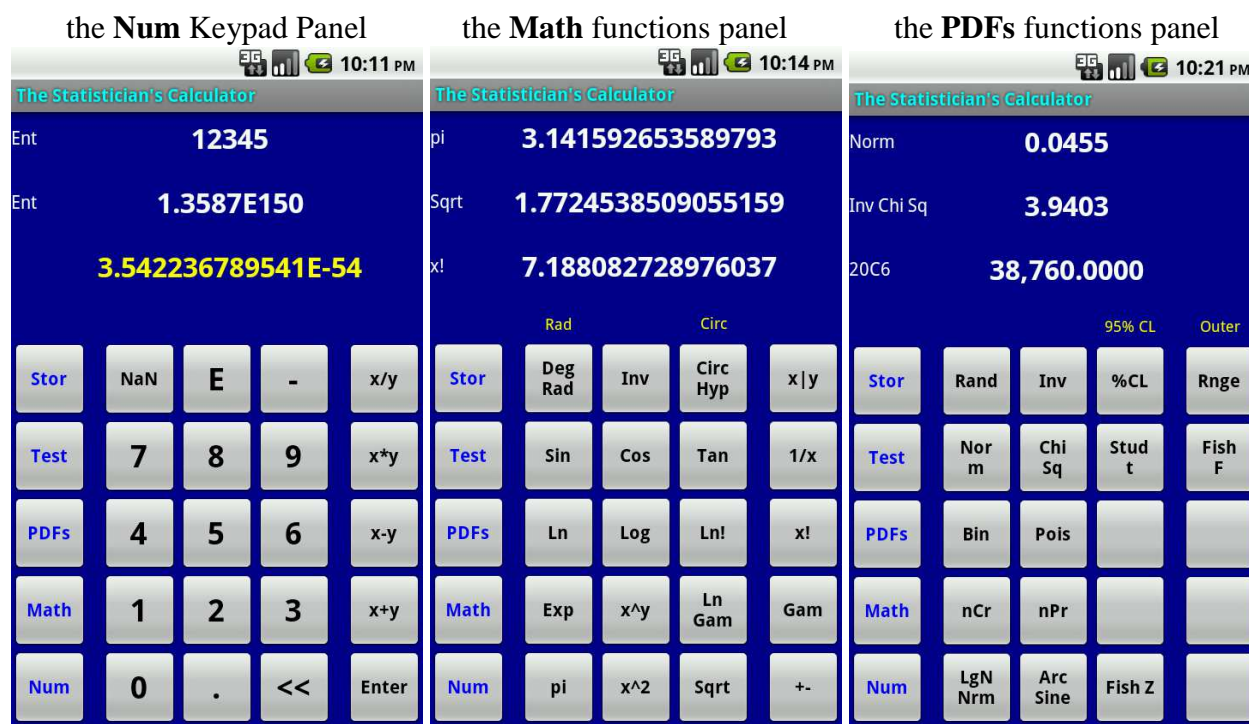 the Num Keypad Panel
3G 10:11 PM
The Statistician's Calculator
Ent 12345
Ent 1.3587E150
3.542236789541E-54
Stor NaN E - x/y
Test 7 8 9 x*y
PDFs 4 5 6 x-y
Math 1 2 3 x+y
Num 0 . << Enter
the Math functions panel
3G 10:14 PM
The Statistician's Calculator
pi 3.141592653589793
Sqrt 1.7724538509055159
x! 7.188082728976037
Rad Circ
Stor Deg Rad Inv Circ Hyp x|y
Test Sin Cos Tan 1/x
PDFs Ln Log Ln! x!
Math Exp x^y Ln Gam Gam
Num pi x^2 Sqrt +-
the PDFs functions panel
3G 10:21 PM
The Statistician's Calculator
Norm 0.0455
Inv Chi Sq 3.9403
20C6 38,760.0000
95% CL Outer
Stor Rand Inv %CL Rnge
Test Nor m Chi Sq Stud t Fish F
PDFs Bin Pois
Math nCr nPr
Num LgN Nrm Arc Sine Fish Z